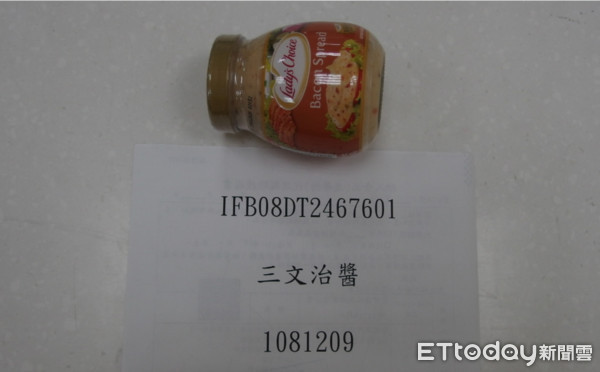 Lady's Choice
Bacon Spread
IFB08DT2467601
三文治醬
1081209
ETtoday新聞雲